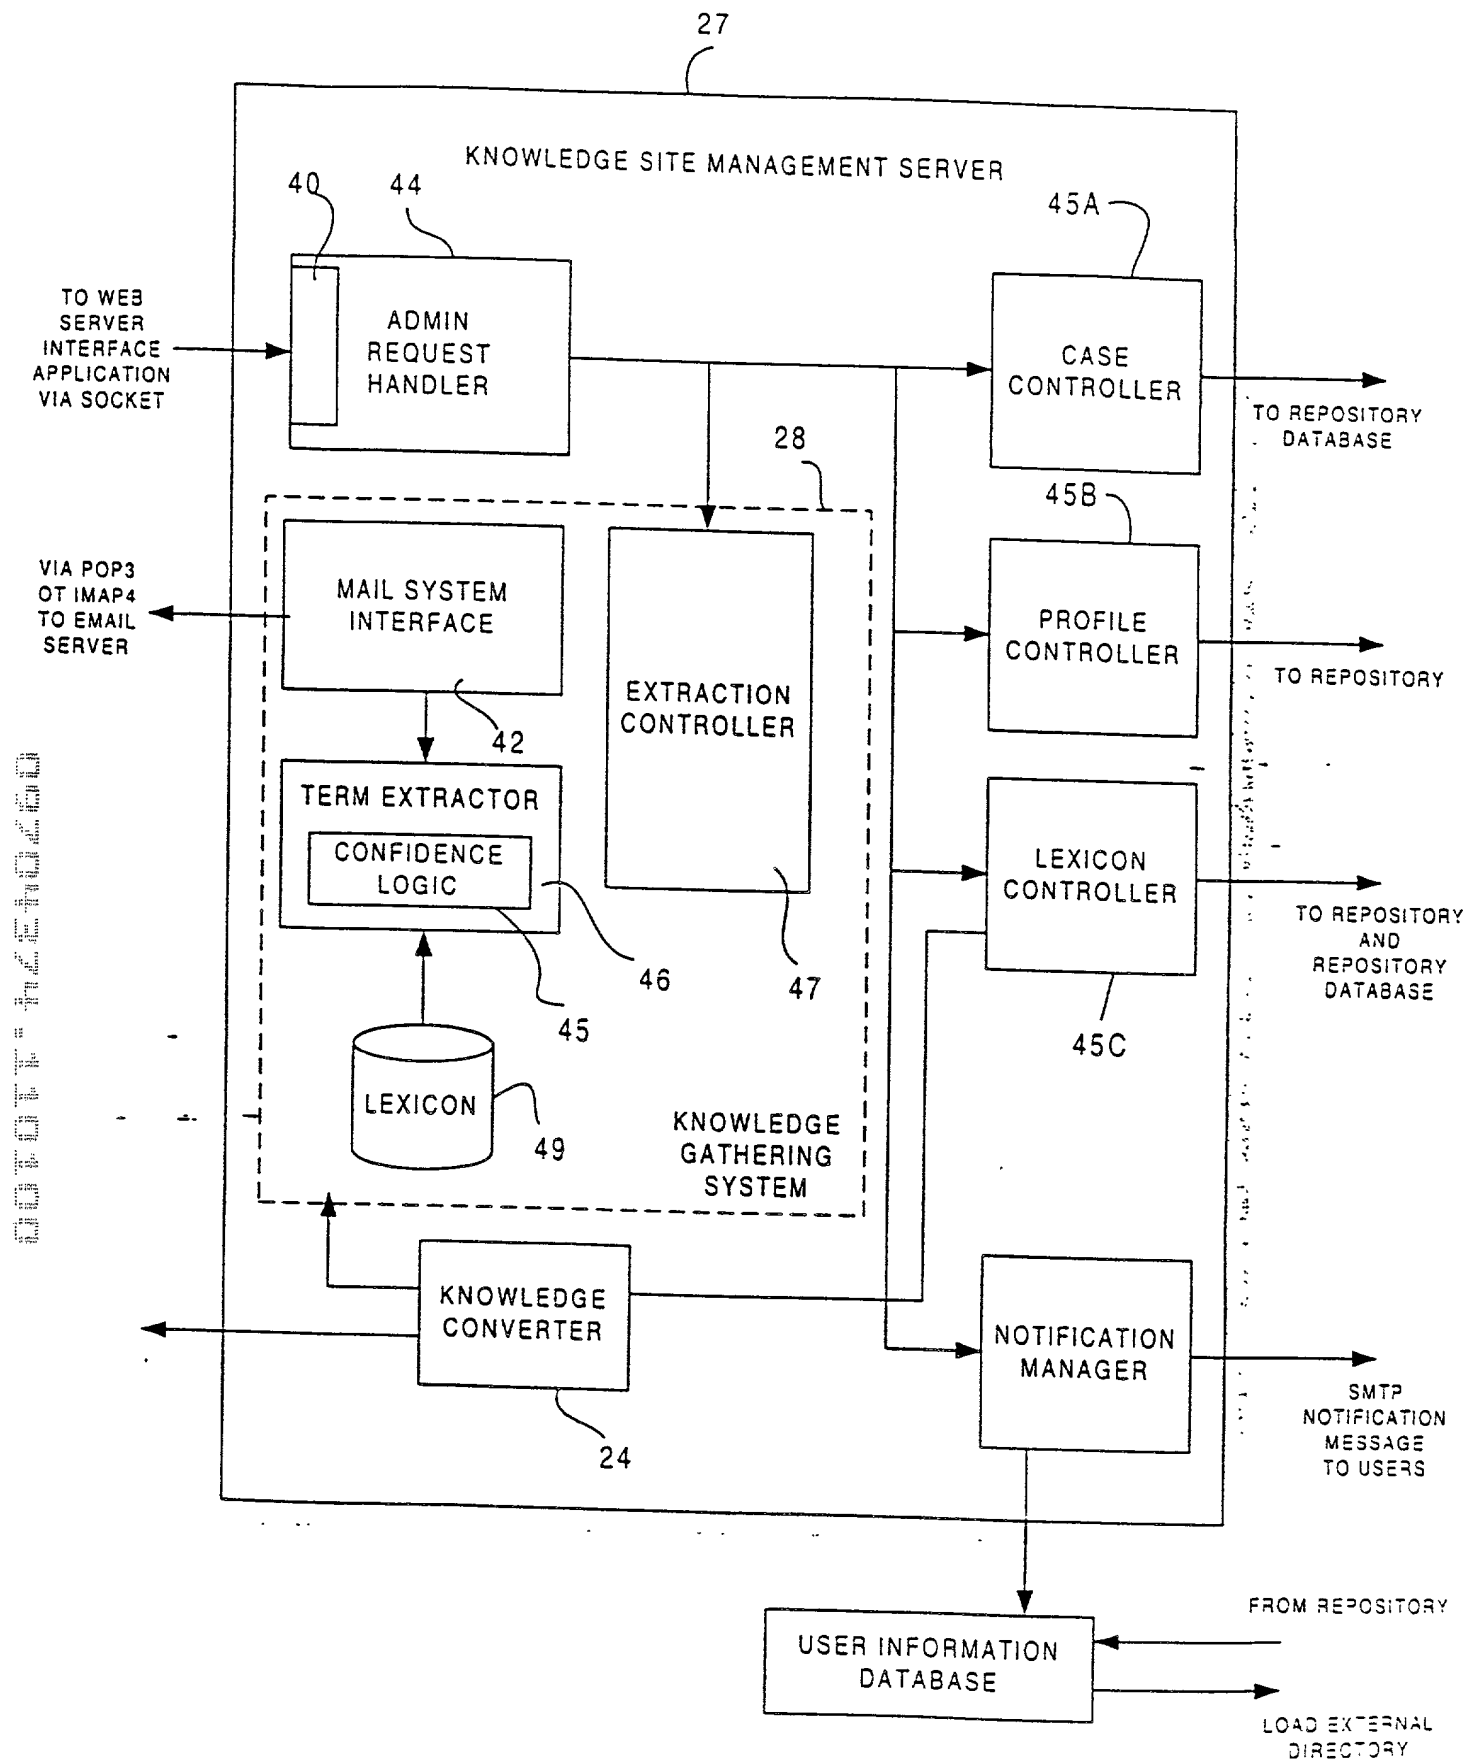 27
KNOWLEDGE SITE MANAGEMENT SERVER
40
44
45A
TO WEB
SERVER
INTERFACE
APPLICATION
VIA SOCKET
ADMIN
REQUEST
HANDLER
CASE
CONTROLLER
TO REPOSITORY
DATABASE
28
45B
VIA POP3
OT IMAP4
TO EMAIL
SERVER
MAIL SYSTEM
INTERFACE
42
EXTRACTION
CONTROLLER
47
PROFILE
CONTROLLER
TO REPOSITORY
TERM EXTRACTOR
CONFIDENCE
LOGIC
46
45
LEXICON
CONTROLLER
45C
TO REPOSITORY
AND
REPOSITORY
DATABASE
LEXICON
49
KNOWLEDGE
GATHERING
SYSTEM
KNOWLEDGE
CONVERTER
24
NOTIFICATION
MANAGER
SMTP
NOTIFICATION
MESSAGE
TO USERS
USER INFORMATION
DATABASE
FROM REPOSITORY
LOAD EXTERNAL
DIRECTORY